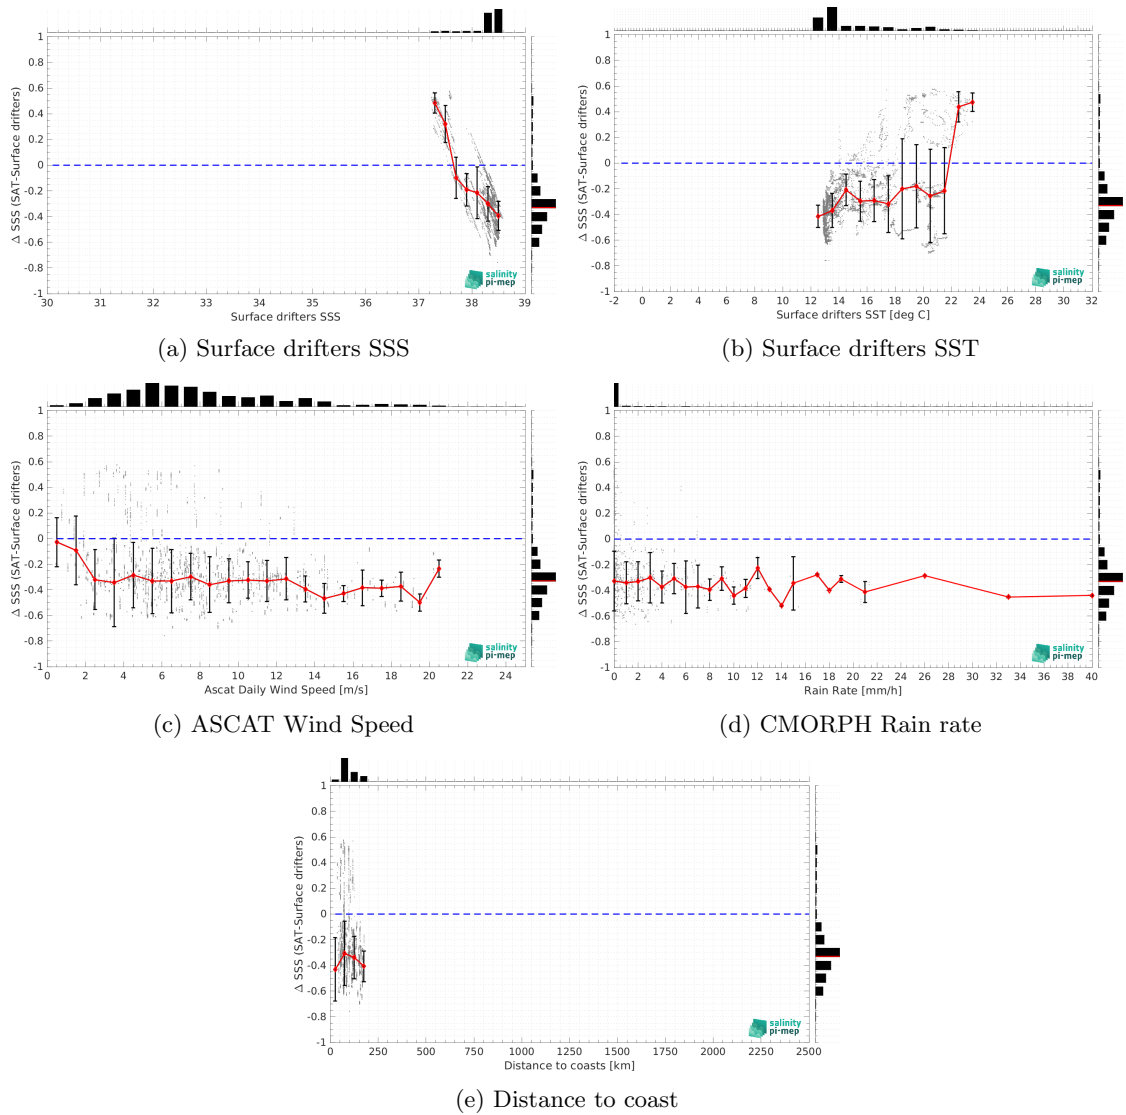 1
0.8
0.6
0.4
0.2
0
-0.2
-0.4
-0.6
-0.8
-1
Δ SSS (SAT-Surface drifters)
30 31 32 33 34 35 36 37 38 39
Surface drifters SSS
salinity
pi-mep
(a) Surface drifters SSS
1
0.8
0.6
0.4
0.2
0
-0.2
-0.4
-0.6
-0.8
-1
Δ SSS (SAT-Surface drifters)
-2 0 2 4 6 8 10 12 14 16 18 20 22 24 26 28 30 32
Surface drifters SST [deg C]
salinity
pi-mep
(b) Surface drifters SST
1
0.8
0.6
0.4
0.2
0
-0.2
-0.4
-0.6
-0.8
-1
Δ SSS (SAT-Surface drifters)
0 2 4 6 8 10 12 14 16 18 20 22 24
Ascat Daily Wind Speed [m/s]
salinity
pi-mep
(c) ASCAT Wind Speed
1
0.8
0.6
0.4
0.2
0
-0.2
-0.4
-0.6
-0.8
-1
Δ SSS (SAT-Surface drifters)
0 2 4 6 8 10 12 14 16 18 20 22 24 26 28 30 32 34 36 38 40
Rain Rate [mm/h]
salinity
pi-mep
(d) CMORPH Rain rate
1
0.8
0.6
0.4
0.2
0
-0.2
-0.4
-0.6
-0.8
-1
Δ SSS (SAT-Surface drifters)
0 250 500 750 1000 1250 1500 1750 2000 2250 2500
Distance to coasts [km]
salinity
pi-mep
(e) Distance to coast